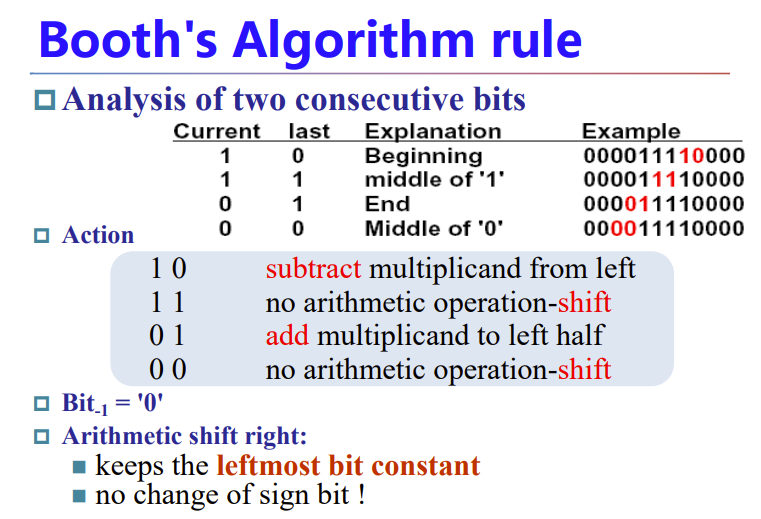 Booth's Algorithm rule
Analysis of two consecutive bits
Current last Explanation Example
1 0 Beginning 000011110000
1 1 middle of '1' 000011110000
0 1 End 000011110000
0 0 Middle of '0' 000011110000
Action
1 0 subtract multiplicand from left
1 1 no arithmetic operation-shift
0 1 add multiplicand to left half
0 0 no arithmetic operation-shift
Bit-1 = '0'
Arithmetic shift right:
keeps the leftmost bit constant
no change of sign bit !